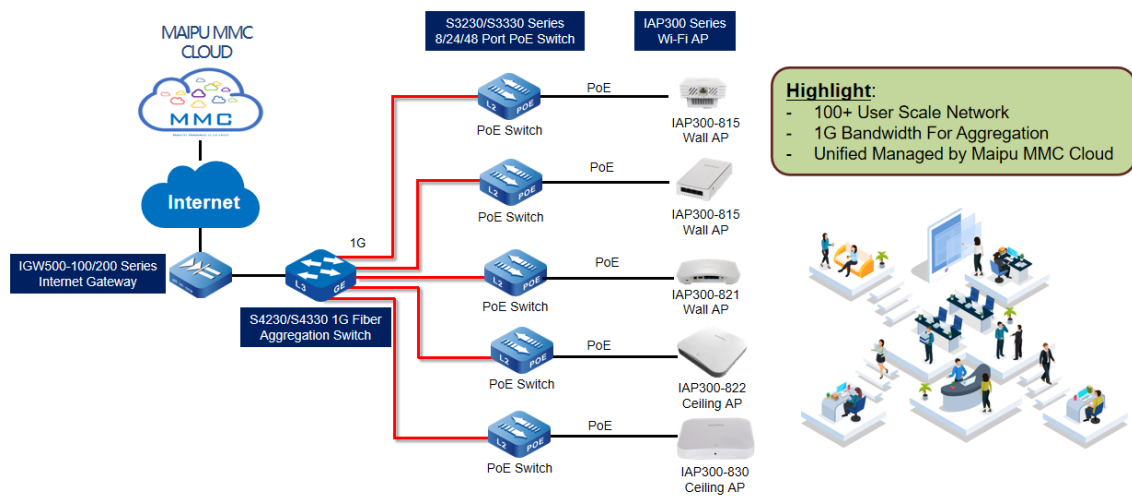 MAIPU MMC
CLOUD
MMC
Internet
IGW500-100/200 Series
Internet Gateway
1G
L3 GE
S4230/S4330 1G Fiber
Aggregation Switch
S3230/S3330 Series
8/24/48 Port PoE Switch
IAP300 Series
Wi-Fi AP
L2 POE
PoE Switch
PoE
IAP300-815
Wall AP
L2 POE
PoE Switch
PoE
IAP300-815
Wall AP
L2 POE
PoE Switch
PoE
IAP300-821
Wall AP
L2 POE
PoE Switch
PoE
IAP300-822
Ceiling AP
L2 POE
PoE Switch
PoE
IAP300-830
Ceiling AP
Highlight:
- 100+ User Scale Network
- 1G Bandwidth For Aggregation
- Unified Managed by Maipu MMC Cloud